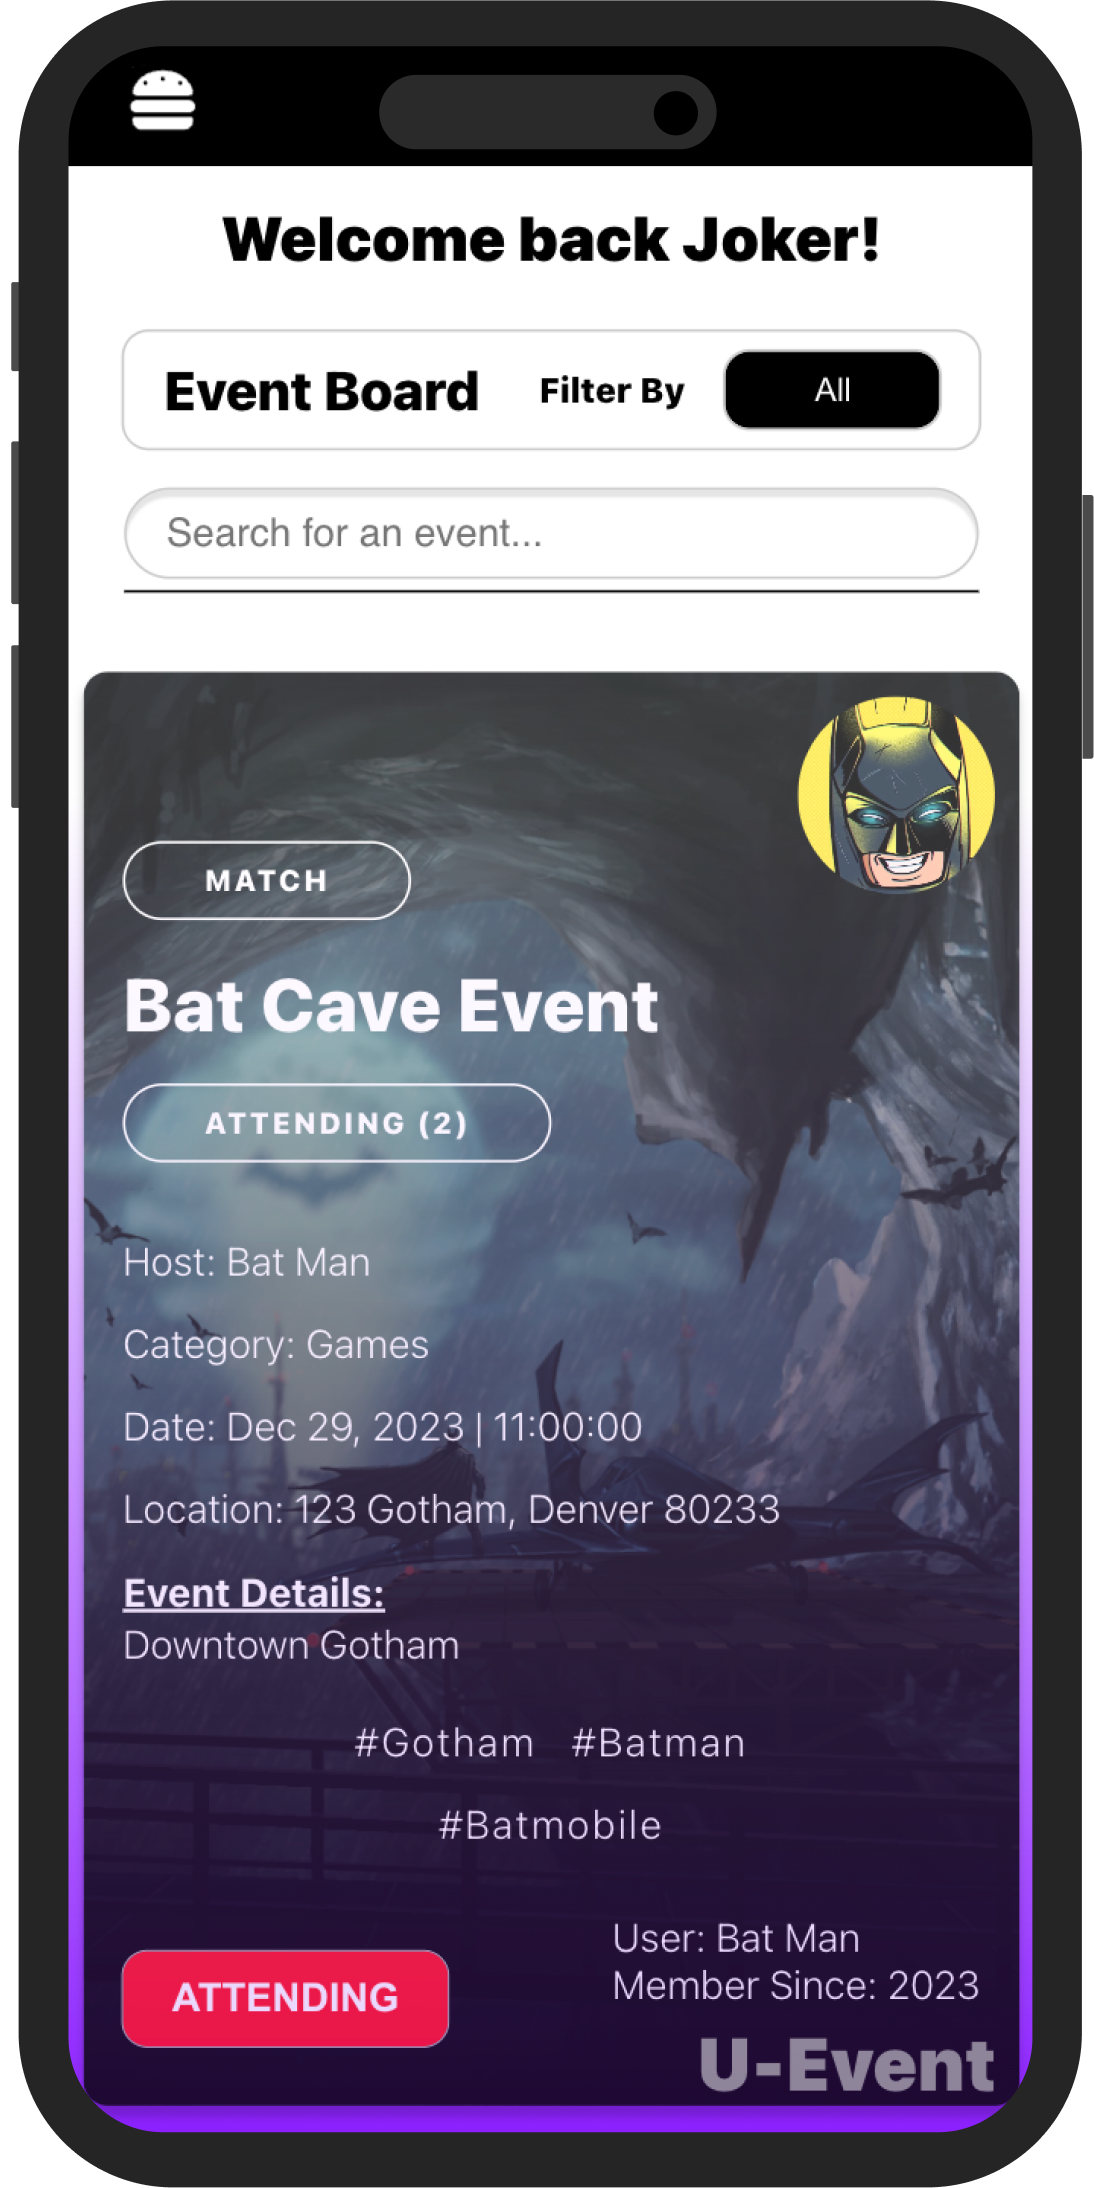 Welcome back Joker!
Event Board Filter By All
Search for an event...
MATCH
Bat Cave Event
ATTENDING (2)
Host: Bat Man
Category: Games
Date: Dec 29, 2023 | 11:00:00
Location: 123 Gotham, Denver 80233
Event Details:
Downtown Gotham
#Gotham #Batman
#Batmobile
User: Bat Man
Member Since: 2023
ATTENDING
U-Event